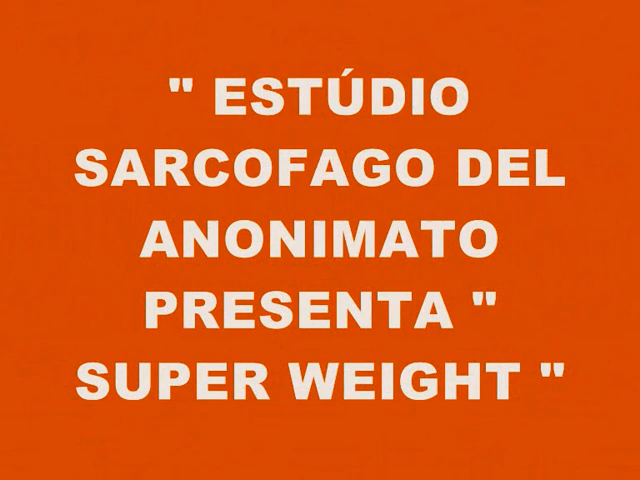 " ESTÚDIO
SARCOFAGO DEL
ANONIMATO
PRESENTA "
SUPER WEIGHT "